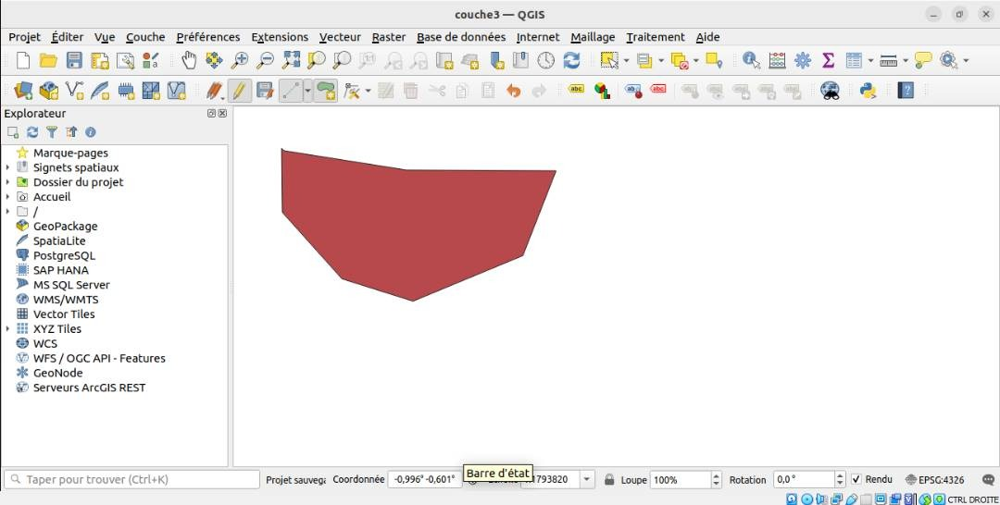 couche3 — QGIS
Projet Éditer Vue Couche Préférences Extensions Vecteur Raster Base de données Internet Maillage Traitement Aide
1:1
abc abc abc
Explorateur
Marque-pages
Signets spatiaux
Dossier du projet
Accueil
/
GeoPackage
SpatiaLite
PostgreSQL
SAP HANA
MS SQL Server
WMS/WMTS
Vector Tiles
XYZ Tiles
WCS
WFS / OGC API - Features
GeoNode
Serveurs ArcGIS REST
Barre d'état
Taper pour trouver (Ctrl+K) Projet sauvega Coordonnée -0,996° -0,601° 1793820 Loupe 100% Rotation 0,0° Rendu EPSG:4326
CTRL DROITE